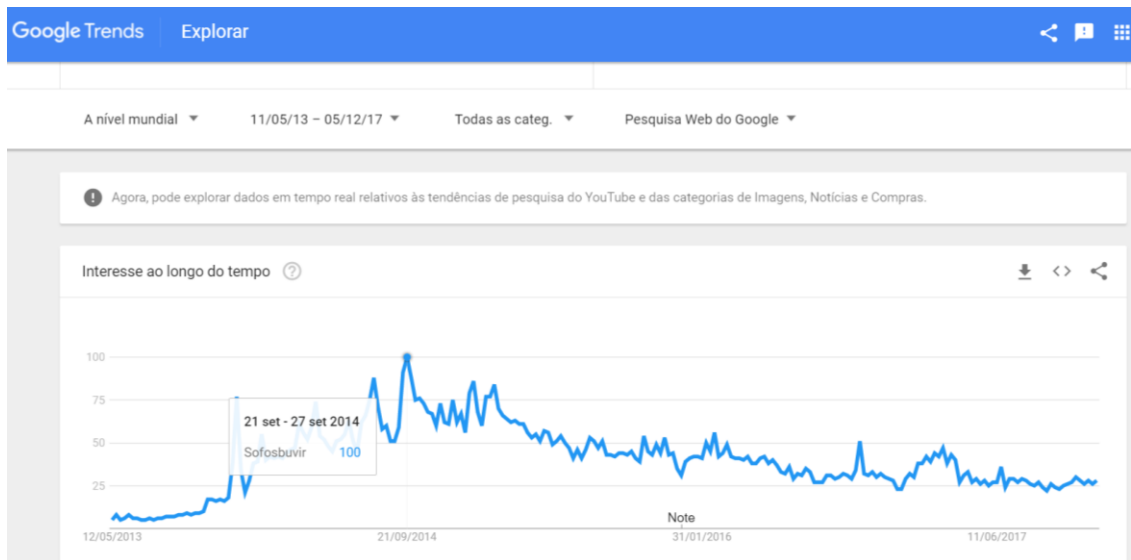 Google Trends Explorar
A nível mundial 11/05/13 – 05/12/17 Todas as categ. Pesquisa Web do Google
Agora, pode explorar dados em tempo real relativos às tendências de pesquisa do YouTube e das categorias de Imagens, Notícias e Compras.
Interesse ao longo do tempo
100
75
21 set - 27 set 2014
50
Sofosbuvir 100
25
Note
12/05/2013 21/09/2014 31/01/2016 11/06/2017